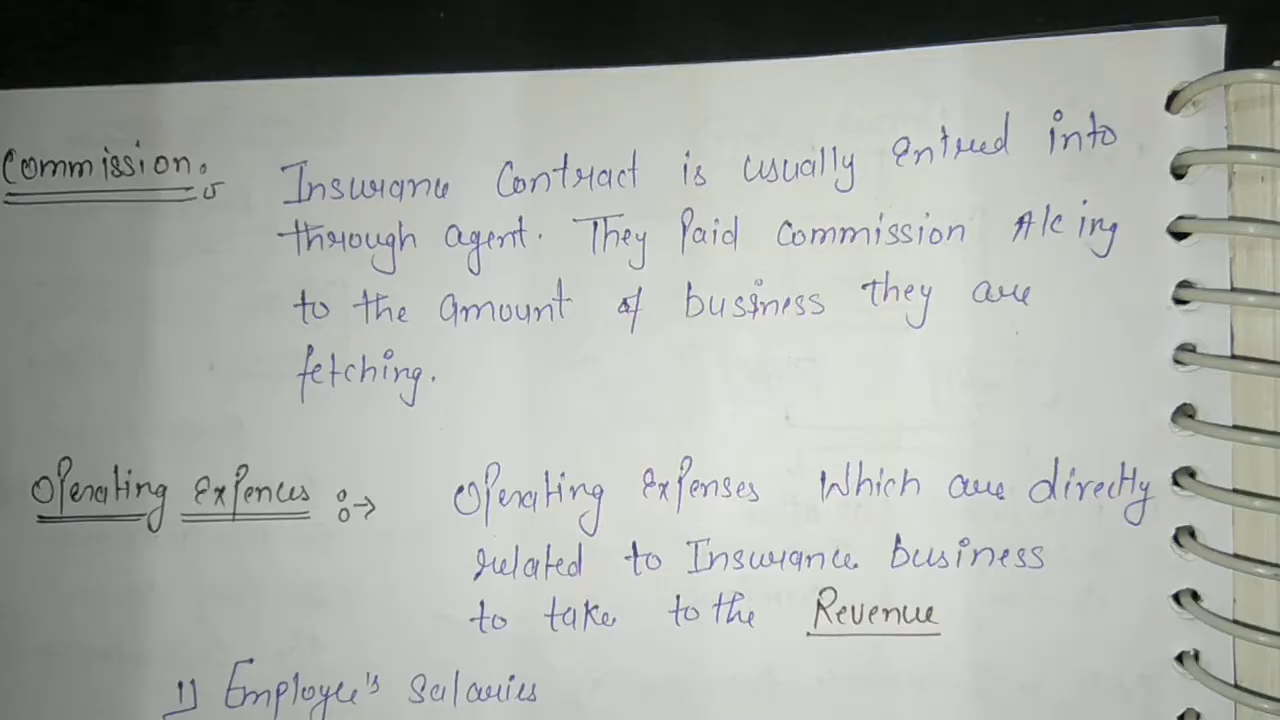 Commission :- Insurance Contract is usually entred into
through agent. They Paid commission A/c ing
to the amount of business they are
fetching.
Operating Expences :-> Operating Expenses Which are directly
related to Insurance business
to take to the Revenue
1) Employee's salaries